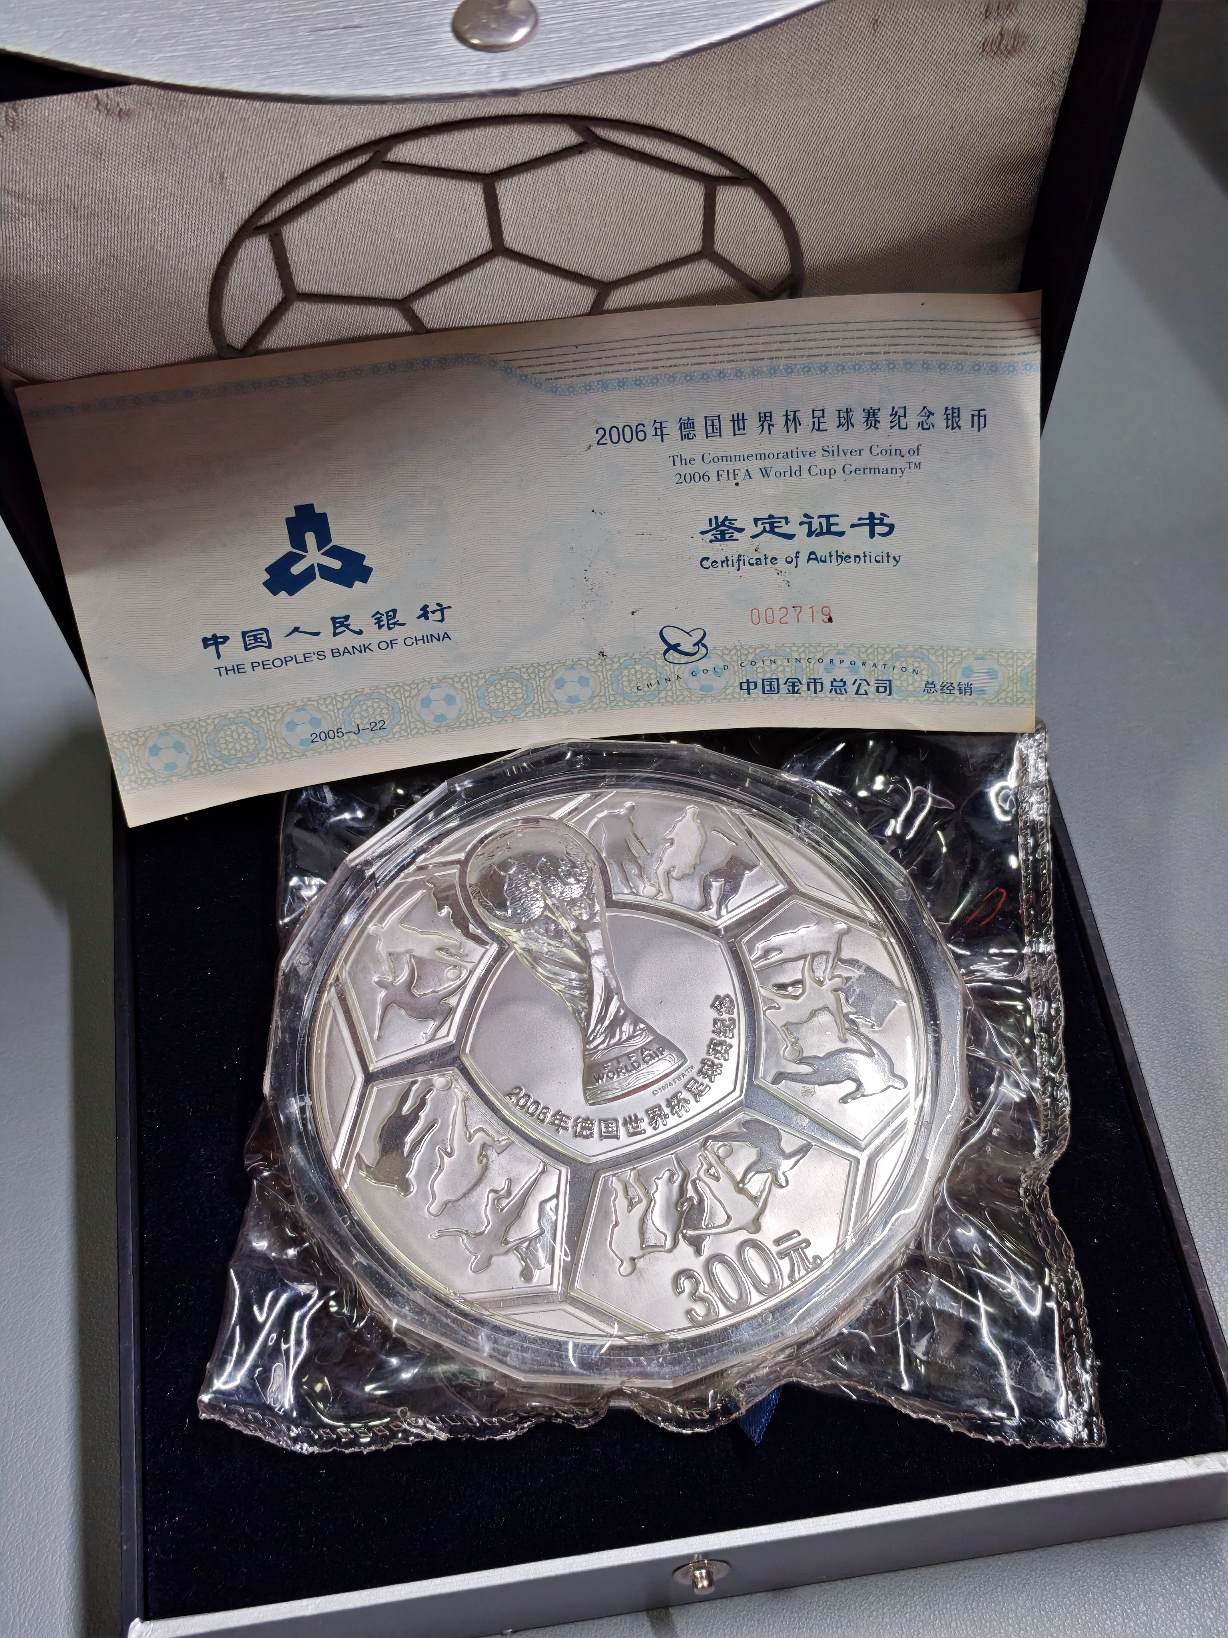 2006年德国世界杯足球赛纪念银币
The Commemorative Silver Coin of
2006 FIFA World Cup Germany™
鉴定证书
Certificate of Authenticity
002719
CHINA GOLD COIN INCORPORATION
中国金币总公司 总经销
中国人民银行
THE PEOPLE'S BANK OF CHINA
2005-J-22
FIFA
WORLD CUP
2006年德国世界杯足球赛纪念
300元